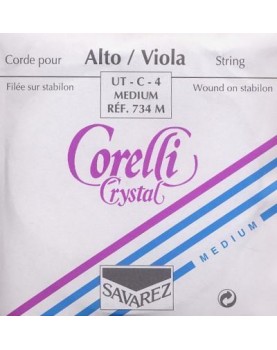 Corde pour Alto / Viola String
Filée sur stabilon UT - C - 4 Wound on stabilon
MEDIUM
RÉF. 734 M
Corelli
Crystal
MEDIUM
SAVAREZ